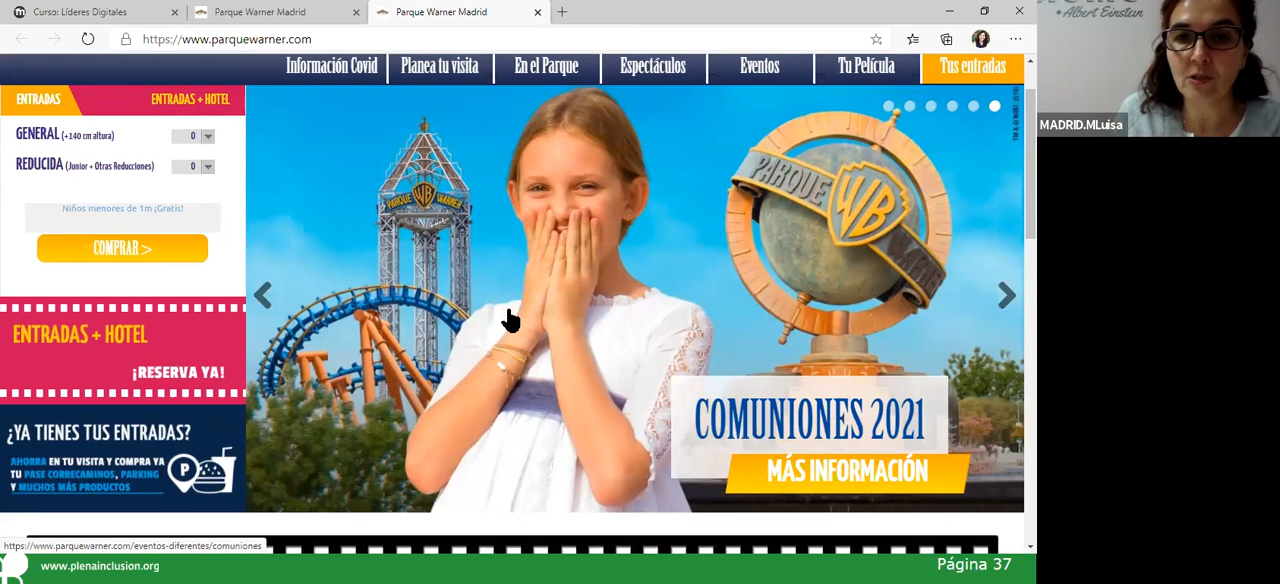 Curso: Líderes Digitales
Parque Warner Madrid
Parque Warner Madrid
https://www.parquewarner.com
• Albert Einstein
MADRID.MLuisa
Información Covid
Planea tu visita
En el Parque
Espectáculos
Eventos
Tu Película
Tus entradas
ENTRADAS
ENTRADAS + HOTEL
GENERAL (+140 cm altura)
0
REDUCIDA (Junior + Otras Reducciones)
0
Niños menores de 1m ¡Gratis!
COMPRAR >
ENTRADAS + HOTEL
¡RESERVA YA!
¿YA TIENES TUS ENTRADAS?
AHORRA EN TU VISITA Y COMPRA YA
TU PASE CORRECAMINOS, PARKING
Y MUCHOS MÁS PRODUCTOS
P
PARQUE WB WARNER
PARQUE
WB
COMUNIONES 2021
MÁS INFORMACIÓN
https://www.parquewarner.com/eventos-diferentes/comuniones
www.plenainclusion.org
Página 37